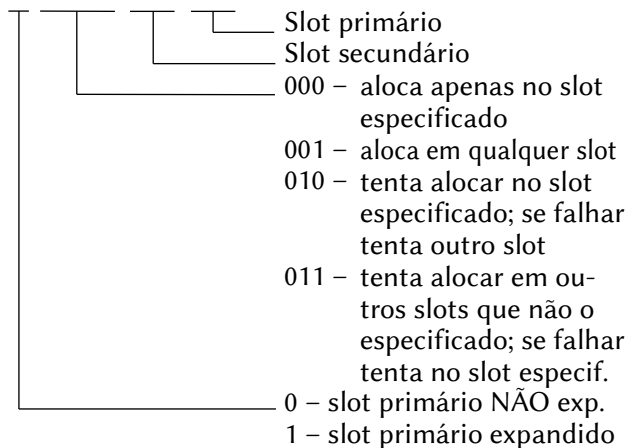 Slot primário
Slot secundário
000 – aloca apenas no slot
especificado
001 – aloca em qualquer slot
010 – tenta alocar no slot
especificado; se falhar
tenta outro slot
011 – tenta alocar em ou-
tros slots que não o
especificado; se falhar
tenta no slot especif.
0 – slot primário NÃO exp.
1 – slot primário expandido